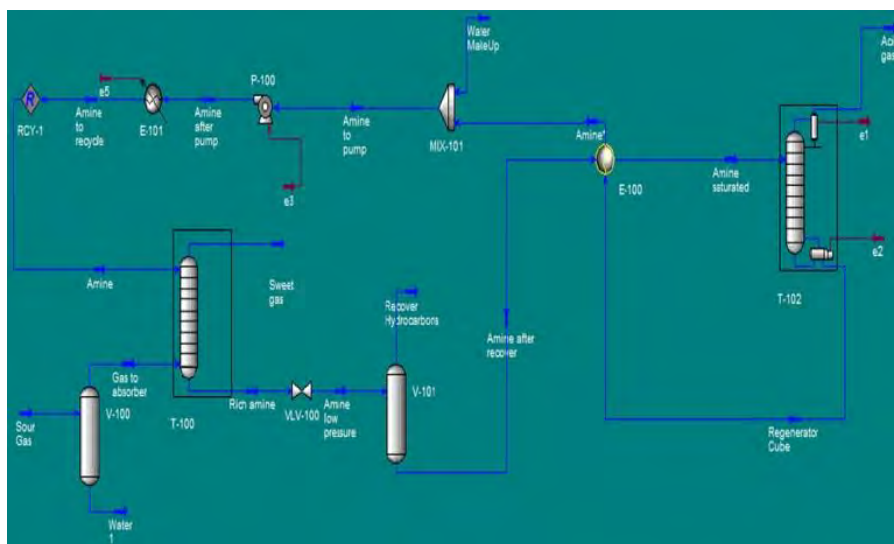 Water
MakeUp
Acid
gas
e5
P-100
R
RCY-1
Amine
to
recycle
E-101
Amine
after
pump
Amine
to
pump
MIX-101
Amine*
e1
E-100
Amine
saturated
e3
e2
T-102
Amine
Sweet
gas
Recover
Hydrocarbons
Amine after
recover
Gas to
absorber
V-100
Rich amine
VLV-100
Amine
low
pressure
V-101
Sour
Gas
T-100
Regenerator
Cube
Water
1